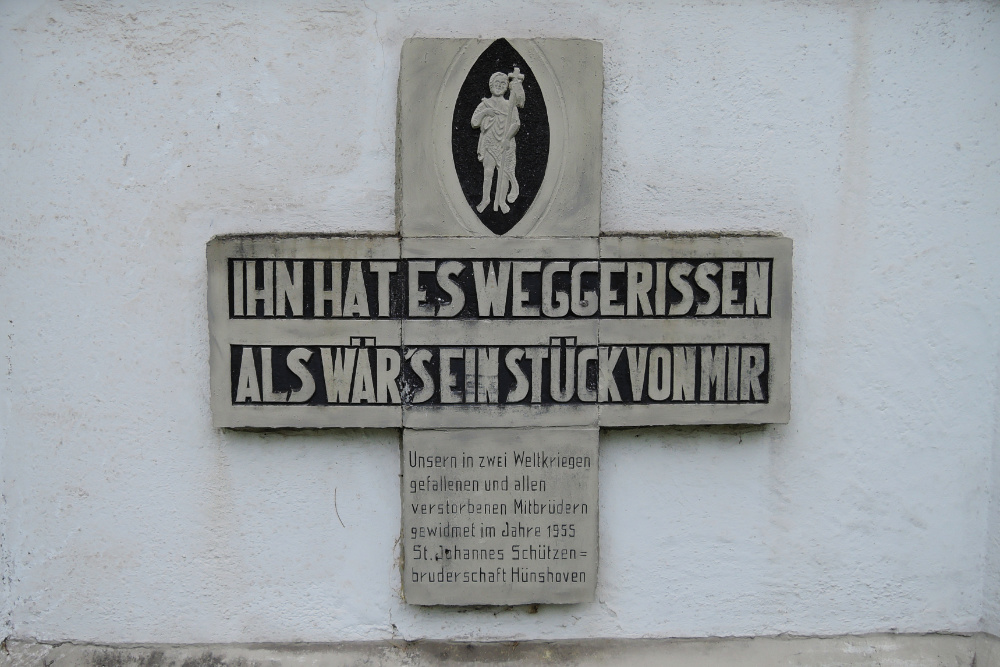 IHN HAT ES WEGGERISSEN
ALS WÄR'S EIN STÜCK VON MIR
Unsern in zwei Weltkriegen
gefallenen und allen
verstorbenen Mitbrüdern
gewidmet im Jahre 1955
St. Johannes Schützen=
bruderschaft Hünshoven